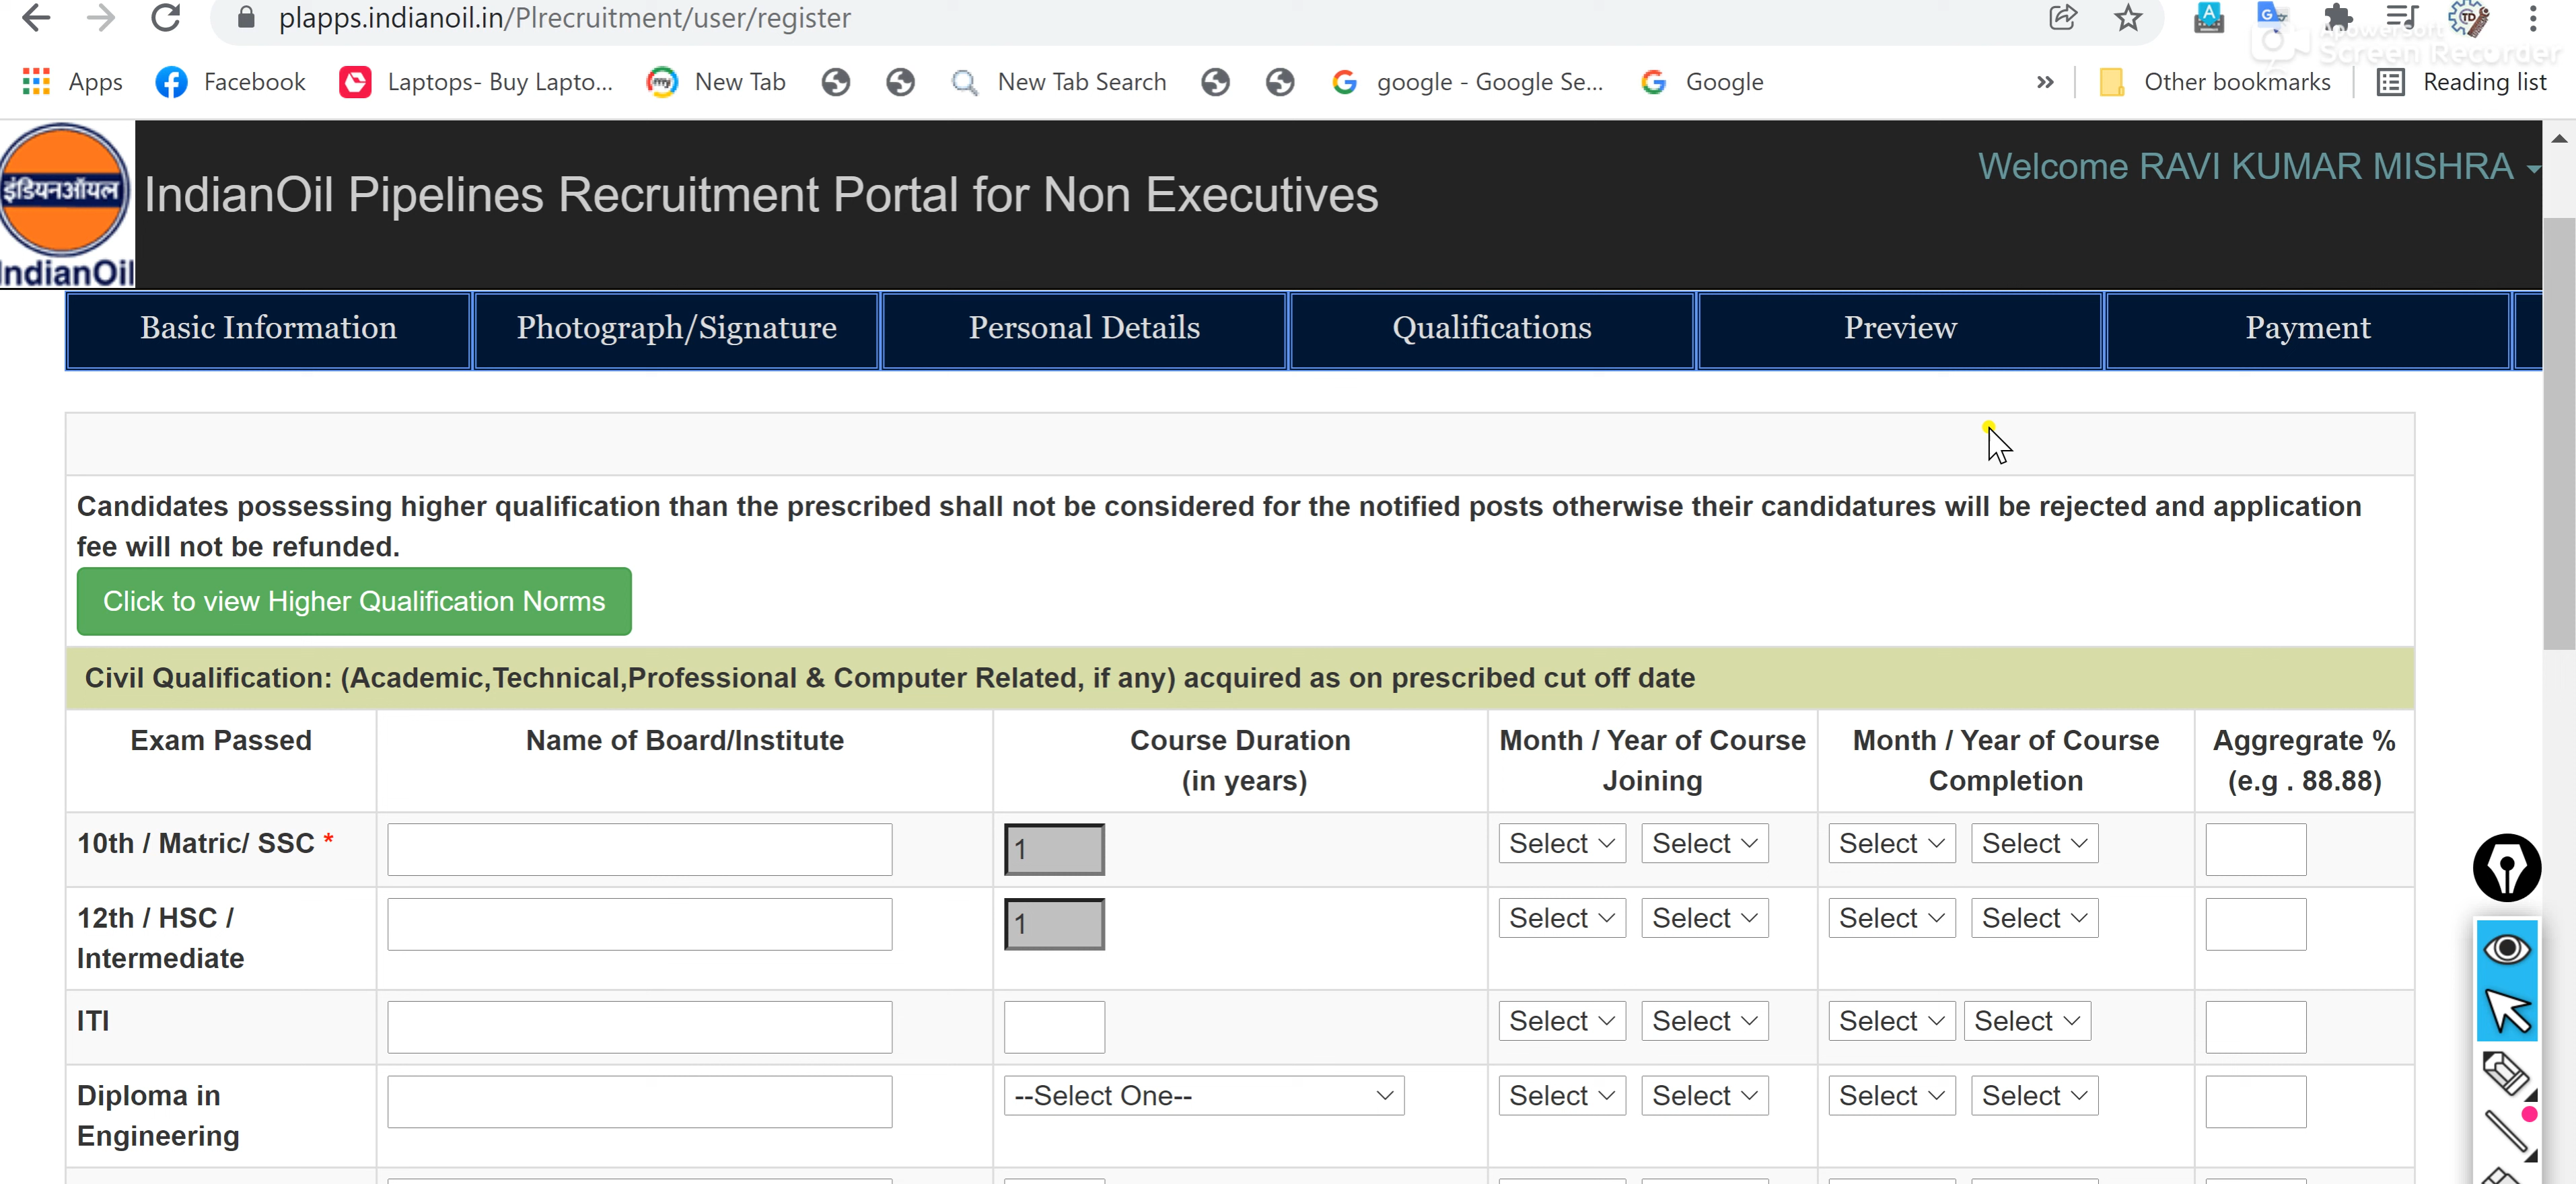 plapps.indianoil.in/Plrecruitment/user/register
Apowersoft
Screen Recorder
Apps Facebook Laptops- Buy Lapto... New Tab New Tab Search google - Google Se... Google » Other bookmarks Reading list
इंडियनऑयल
IndianOil
IndianOil Pipelines Recruitment Portal for Non Executives
Welcome RAVI KUMAR MISHRA
Basic Information Photograph/Signature Personal Details Qualifications Preview Payment
Candidates possessing higher qualification than the prescribed shall not be considered for the notified posts otherwise their candidatures will be rejected and application
fee will not be refunded.
Click to view Higher Qualification Norms
Civil Qualification: (Academic,Technical,Professional & Computer Related, if any) acquired as on prescribed cut off date
Exam Passed Name of Board/Institute Course Duration Month / Year of Course Month / Year of Course Aggregrate %
(in years) Joining Completion (e.g . 88.88)
10th / Matric/ SSC * 1 Select Select Select Select
12th / HSC / 1 Select Select Select Select
Intermediate
ITI Select Select Select Select
Diploma in --Select One-- Select Select Select Select
Engineering